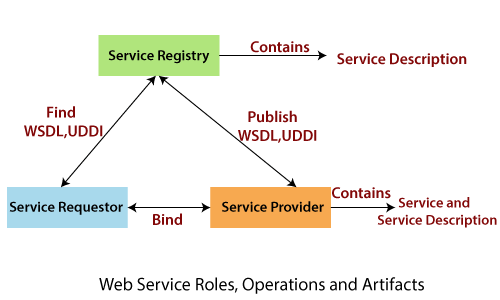 Service Registry
Contains
Service Description
Find
WSDL,UDDI
Publish
WSDL,UDDI
Service Requestor
Bind
Service Provider
Contains
Service and
Service Description
Web Service Roles, Operations and Artifacts